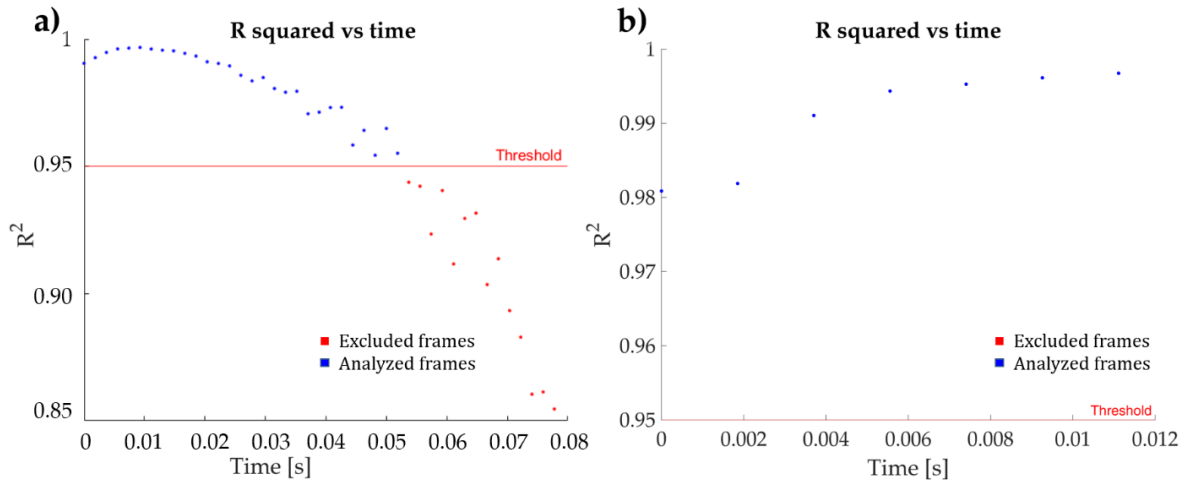 a)
R squared vs time
1
0.95
0.90
0.85
R2
Threshold
Excluded frames
Analyzed frames
0 0.01 0.02 0.03 0.04 0.05 0.06 0.07 0.08
Time [s]
b)
R squared vs time
1
0.99
0.98
0.97
0.96
0.95
R2
Excluded frames
Analyzed frames
Threshold
0 0.002 0.004 0.006 0.008 0.01 0.012
Time [s]